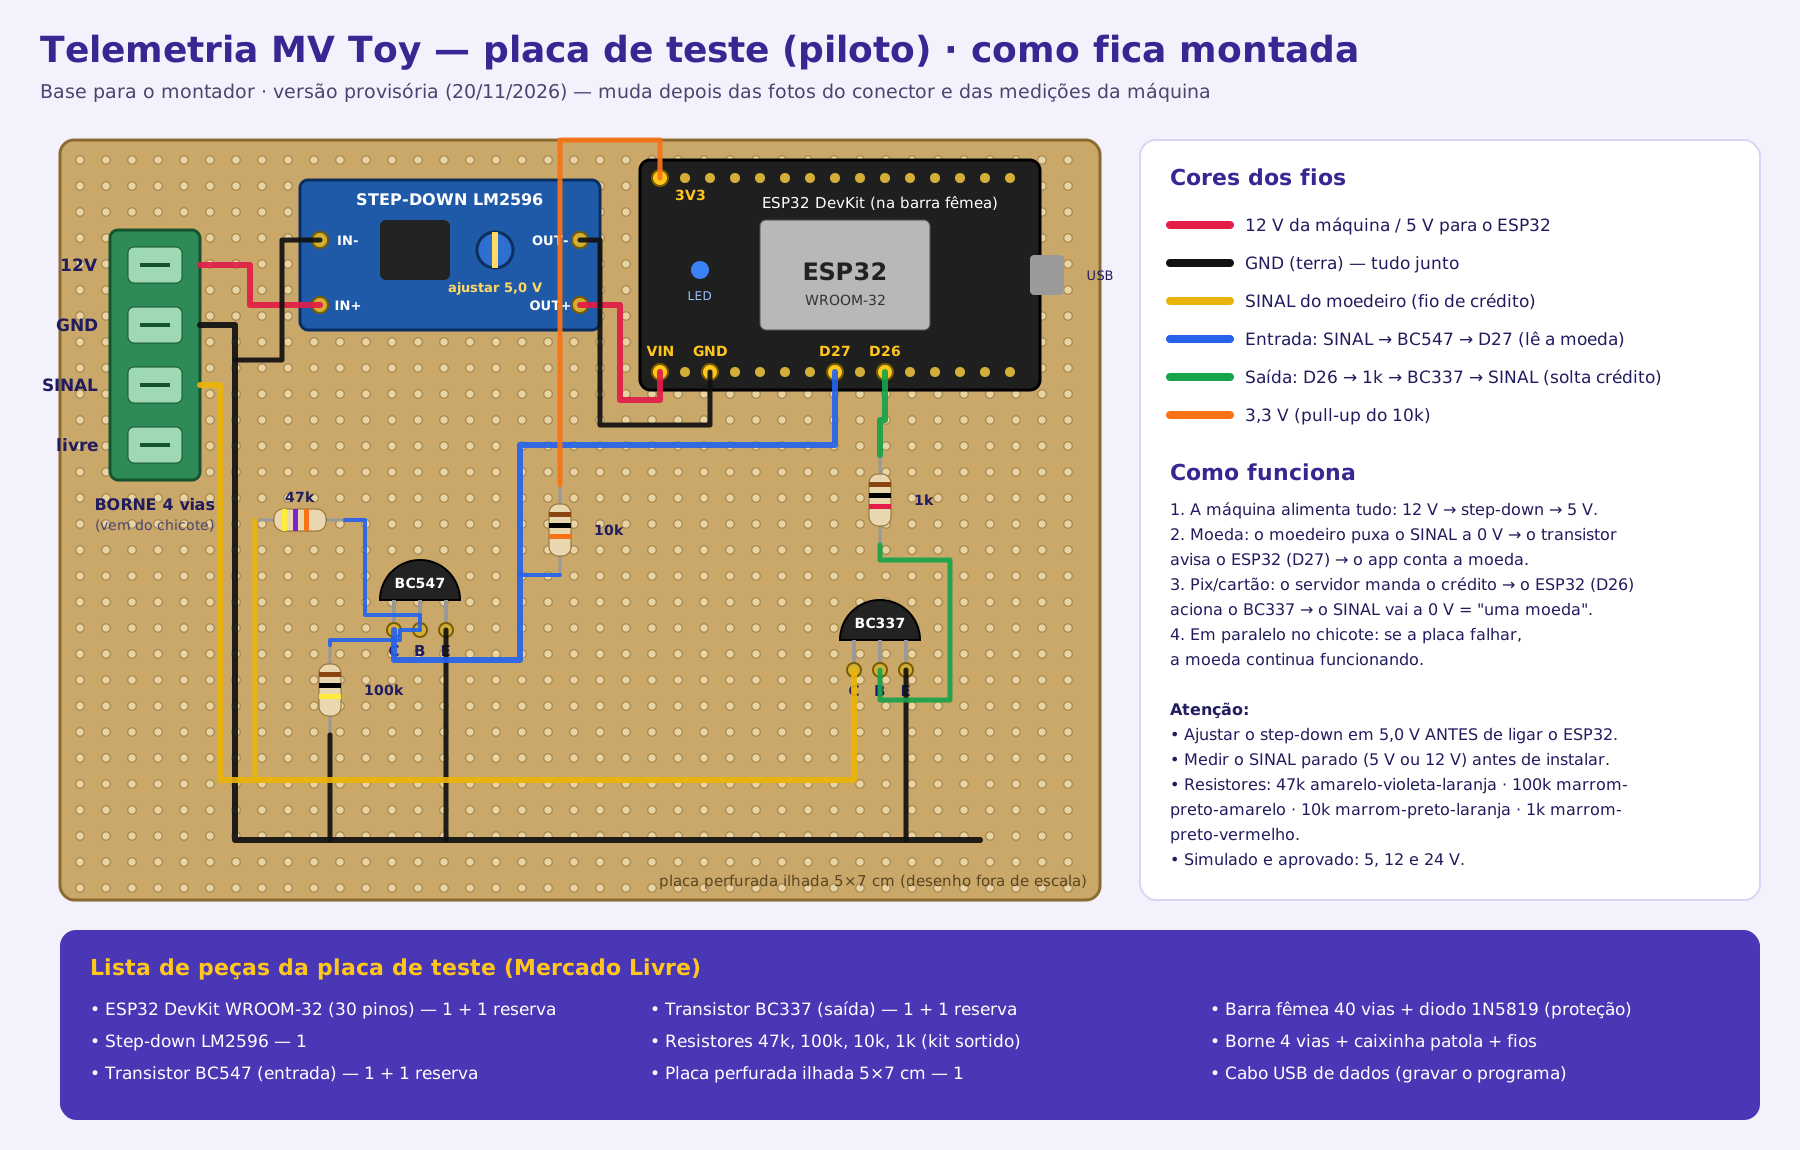 Telemetria MV Toy — placa de teste (piloto) · como fica montada
Base para o montador · versão provisória (20/11/2026) — muda depois das fotos do conector e das medições da máquina
12V
GND
SINAL
livre
BORNE 4 vias
(vem do chicote)
STEP-DOWN LM2596
IN-
OUT-
ajustar 5,0 V
IN+
OUT+
3V3
ESP32 DevKit (na barra fêmea)
LED
ESP32
WROOM-32
USB
VIN
GND
D27
D26
47k
10k
1k
BC547
C
B
E
100k
BC337
C
B
E
placa perfurada ilhada 5×7 cm (desenho fora de escala)
Cores dos fios
12 V da máquina / 5 V para o ESP32
GND (terra) — tudo junto
SINAL do moedeiro (fio de crédito)
Entrada: SINAL → BC547 → D27 (lê a moeda)
Saída: D26 → 1k → BC337 → SINAL (solta crédito)
3,3 V (pull-up do 10k)
Como funciona
1. A máquina alimenta tudo: 12 V → step-down → 5 V.
2. Moeda: o moedeiro puxa o SINAL a 0 V → o transistor
avisa o ESP32 (D27) → o app conta a moeda.
3. Pix/cartão: o servidor manda o crédito → o ESP32 (D26)
aciona o BC337 → o SINAL vai a 0 V = "uma moeda".
4. Em paralelo no chicote: se a placa falhar,
a moeda continua funcionando.
Atenção:
• Ajustar o step-down em 5,0 V ANTES de ligar o ESP32.
• Medir o SINAL parado (5 V ou 12 V) antes de instalar.
• Resistores: 47k amarelo-violeta-laranja · 100k marrom-
preto-amarelo · 10k marrom-preto-laranja · 1k marrom-
preto-vermelho.
• Simulado e aprovado: 5, 12 e 24 V.
Lista de peças da placa de teste (Mercado Livre)
• ESP32 DevKit WROOM-32 (30 pinos) — 1 + 1 reserva
• Step-down LM2596 — 1
• Transistor BC547 (entrada) — 1 + 1 reserva
• Transistor BC337 (saída) — 1 + 1 reserva
• Resistores 47k, 100k, 10k, 1k (kit sortido)
• Placa perfurada ilhada 5×7 cm — 1
• Barra fêmea 40 vias + diodo 1N5819 (proteção)
• Borne 4 vias + caixinha patola + fios
• Cabo USB de dados (gravar o programa)